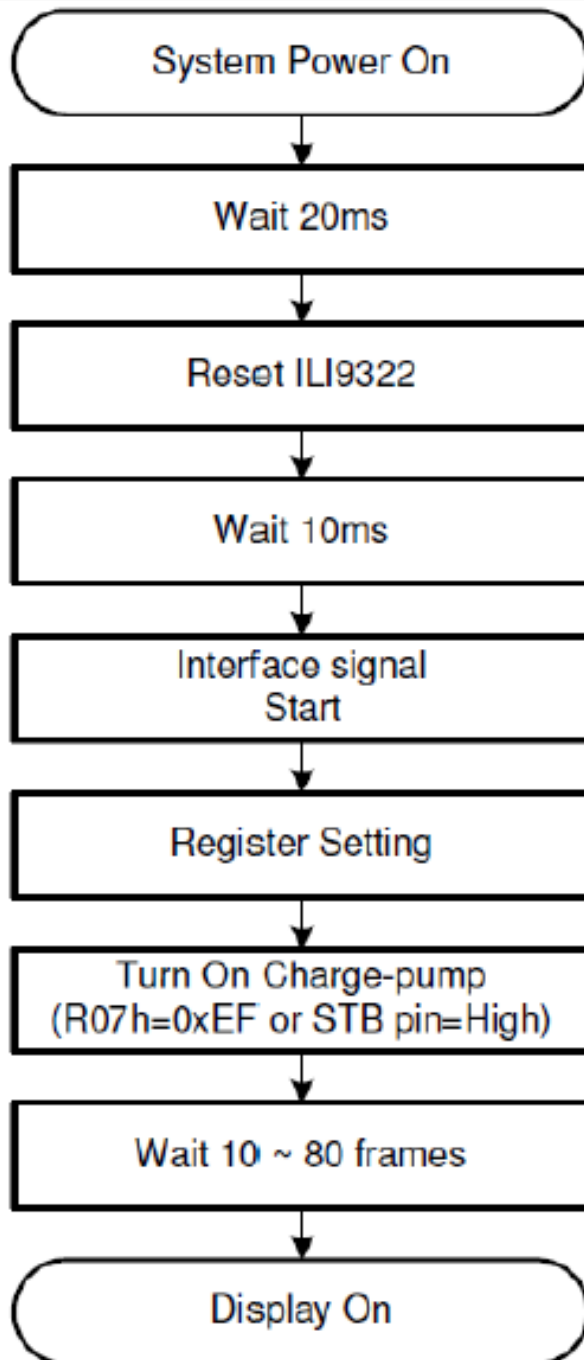 System Power On
Wait 20ms
Reset ILI9322
Wait 10ms
Interface signal
Start
Register Setting
Turn On Charge-pump
(R07h=0xEF or STB pin=High)
Wait 10 ~ 80 frames
Display On